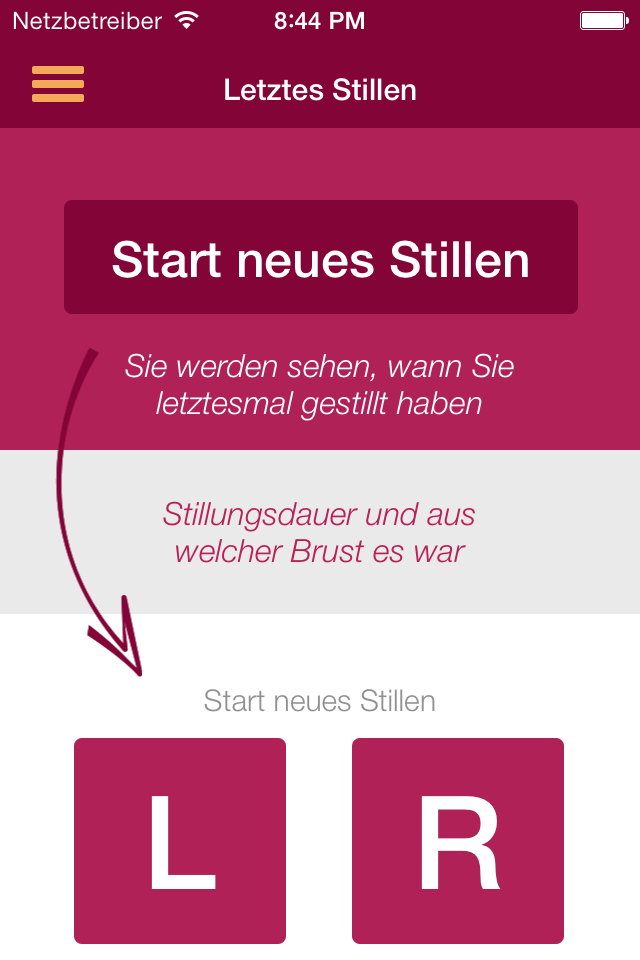 Netzbetreiber 8:44 PM
Letztes Stillen
Start neues Stillen
Sie werden sehen, wann Sie
letztesmal gestillt haben
Stillungsdauer und aus
welcher Brust es war
Start neues Stillen
L R